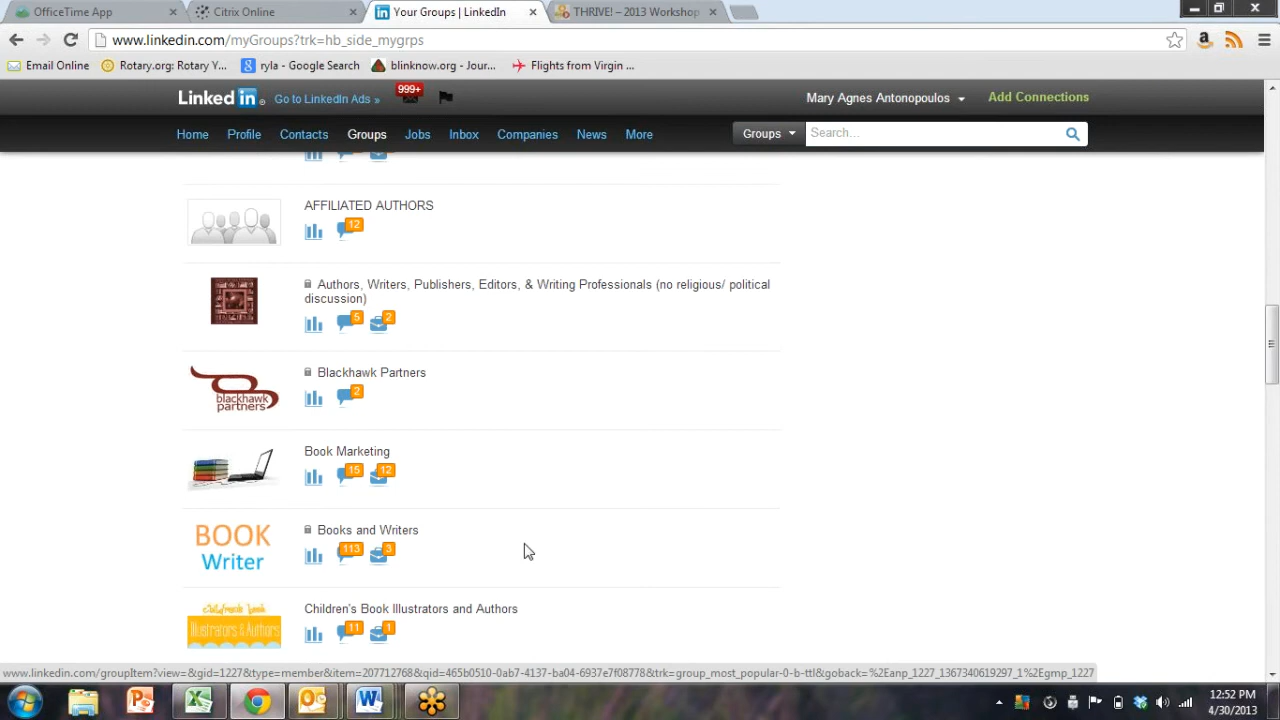 OfficeTime App
Citrix Online
Your Groups | LinkedIn
THRIVE! – 2013 Workshop
www.linkedin.com/myGroups?trk=hb_side_mygrps
Email Online
Rotary.org: Rotary Y...
ryla - Google Search
blinknow.org - Jour...
Flights from Virgin ...
Linked in
Go to LinkedIn Ads »
999+
Mary Agnes Antonopoulos
Add Connections
Home Profile Contacts Groups Jobs Inbox Companies News More
Groups
Search...
AFFILIATED AUTHORS
12
Authors, Writers, Publishers, Editors, & Writing Professionals (no religious/ political
discussion)
5 2
blackhawk
partners
Blackhawk Partners
2
Book Marketing
15 12
BOOK
Writer
Books and Writers
113 3
children's book
Illustrators & Authors
Children's Book Illustrators and Authors
11 1
www.linkedin.com/groupItem?view=&gid=1227&type=member&item=207712768&qid=465b0510-0ab7-4137-ba04-6937e7f08778&trk=group_most_popular-0-b-ttl&goback=%2Eanp_1227_1367340619297_1%2Egmp_1227
12:52 PM
4/30/2013